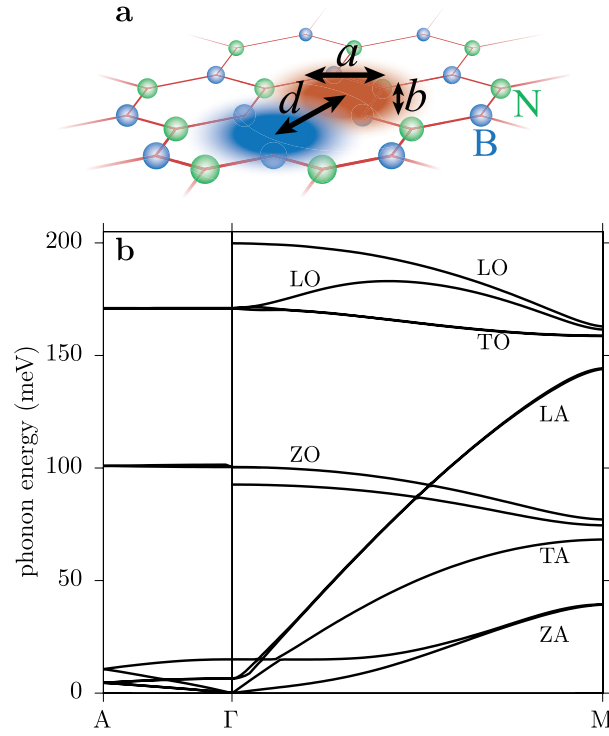 a
a
d
b
N
B
b
200
LO
LO
TO
150
LA
phonon energy (meV)
100
ZO
TA
50
ZA
0
A
Γ
M